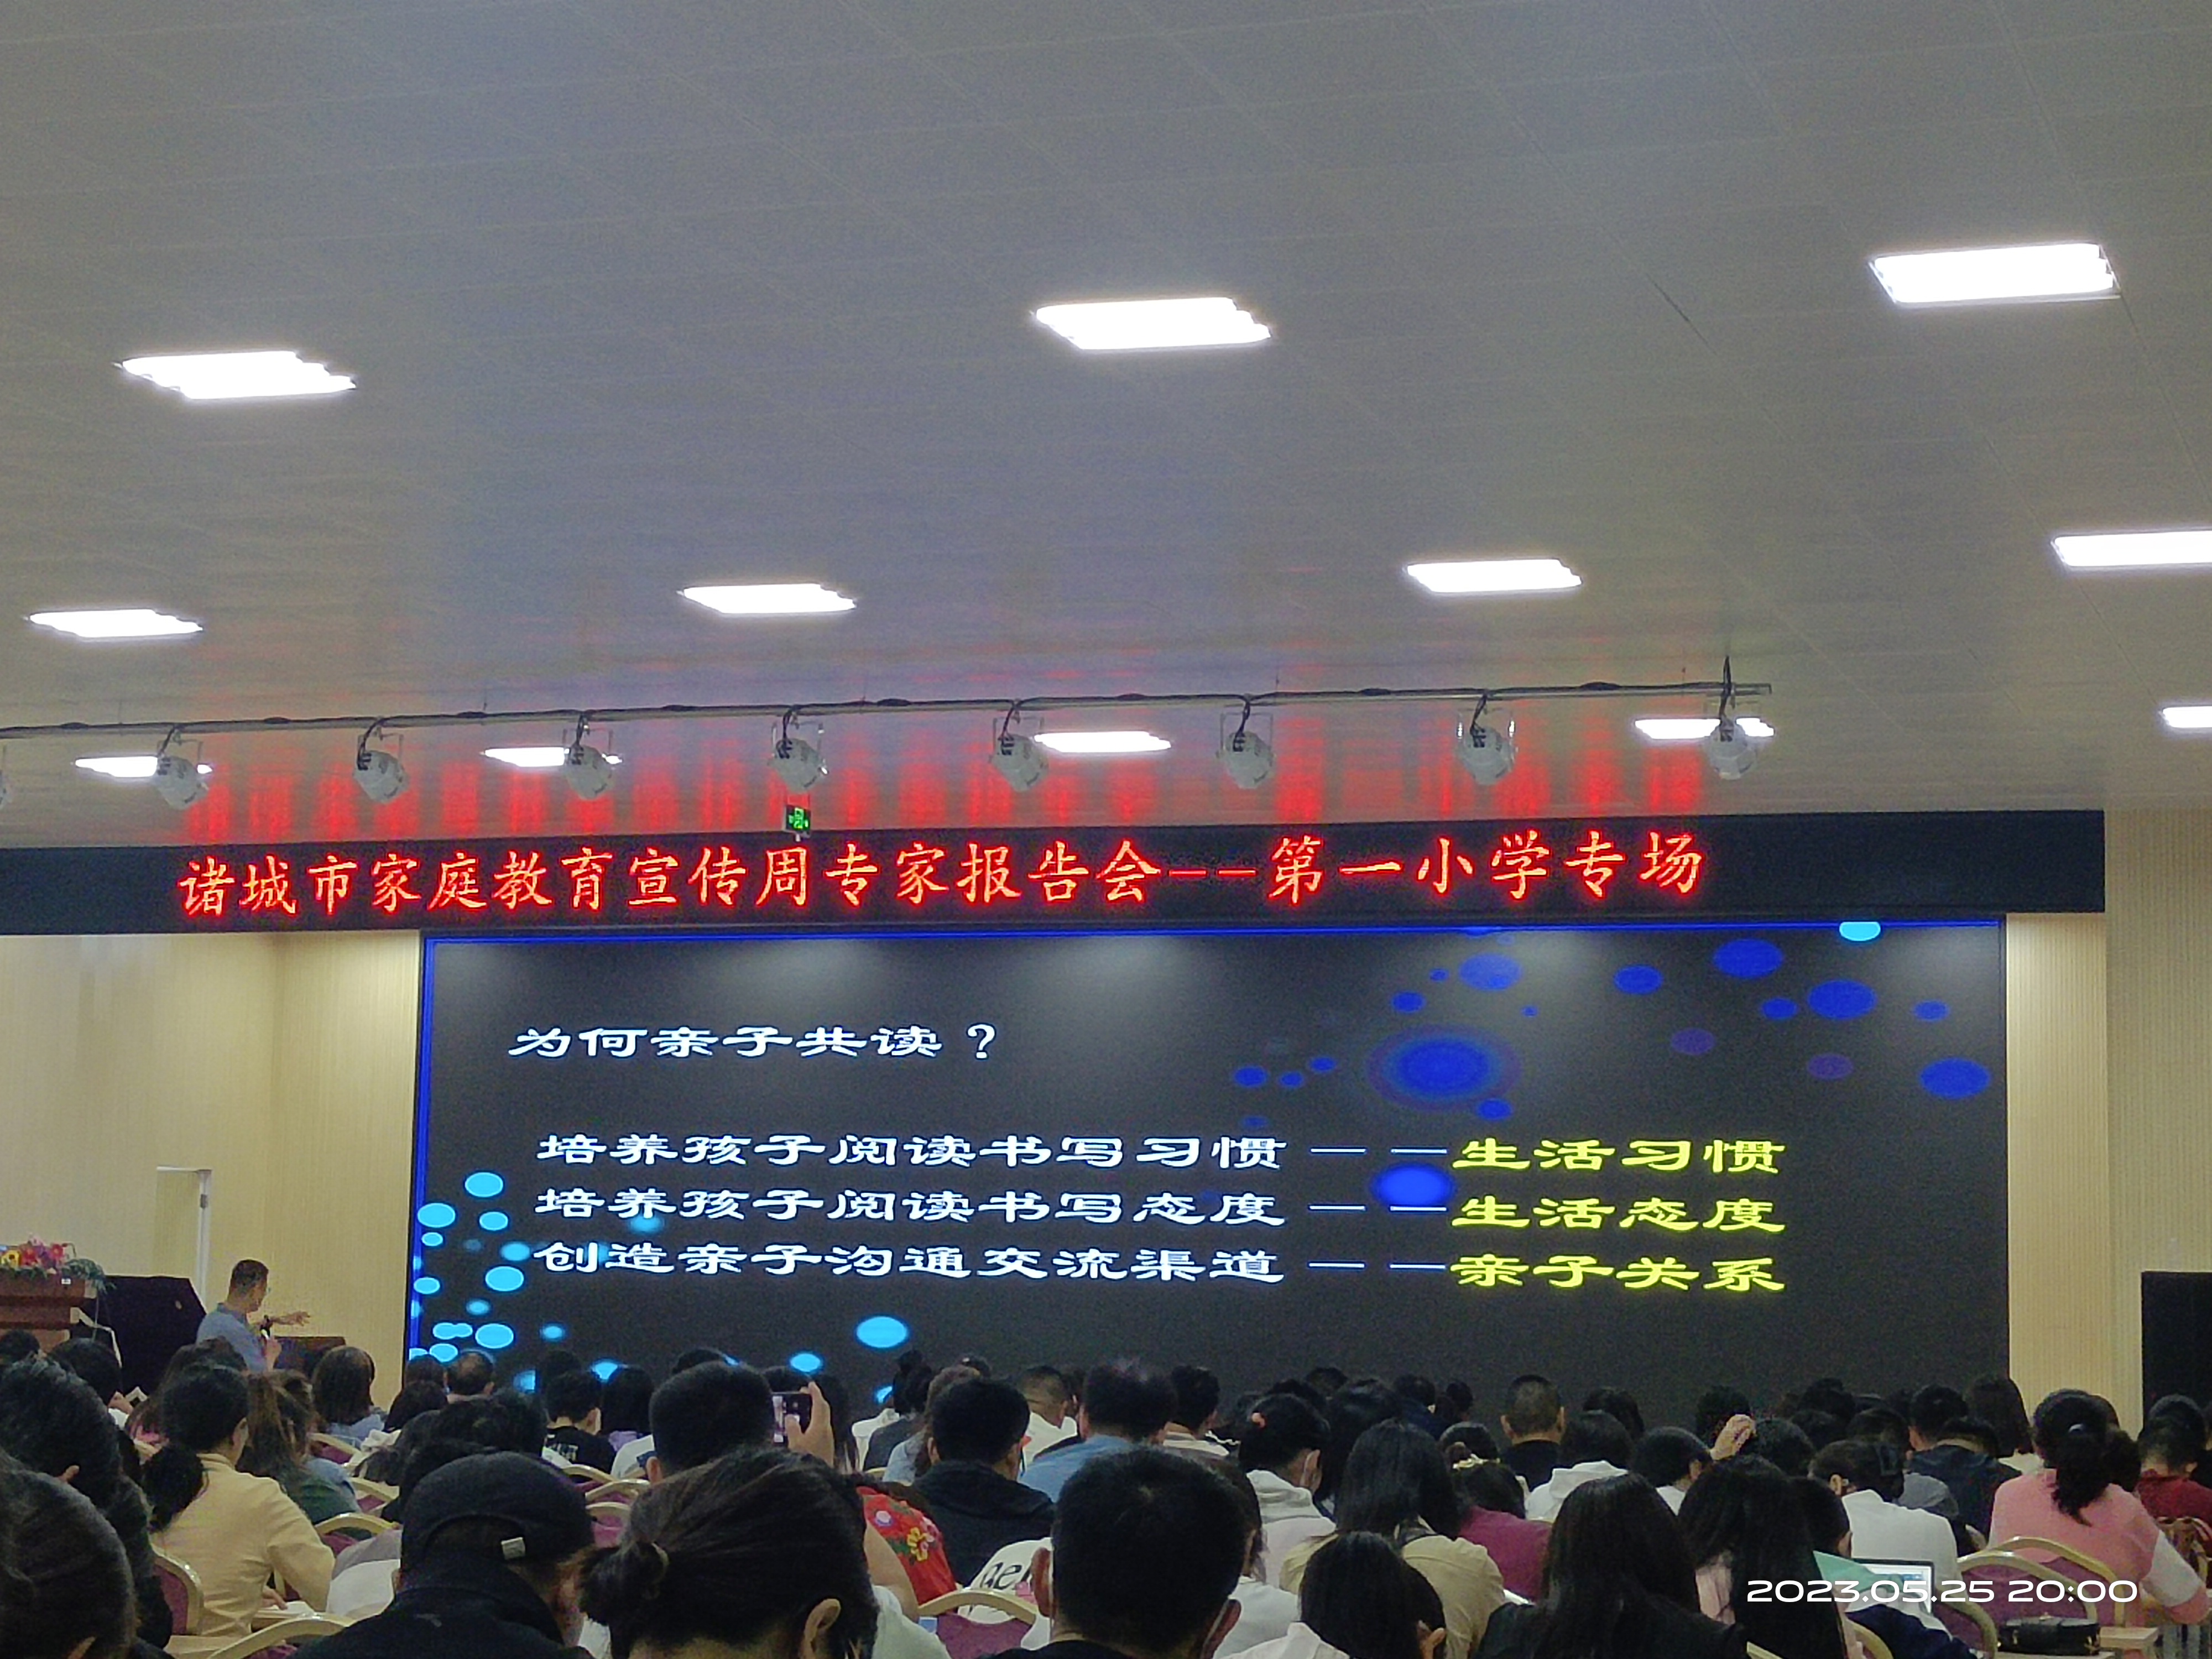 诸城市家庭教育宣传周专家报告会--第一小学专场
为何亲子共读？
培养孩子阅读书写习惯——生活习惯
培养孩子阅读书写态度——生活态度
创造亲子沟通交流渠道——亲子关系
2023.05.25 20:00